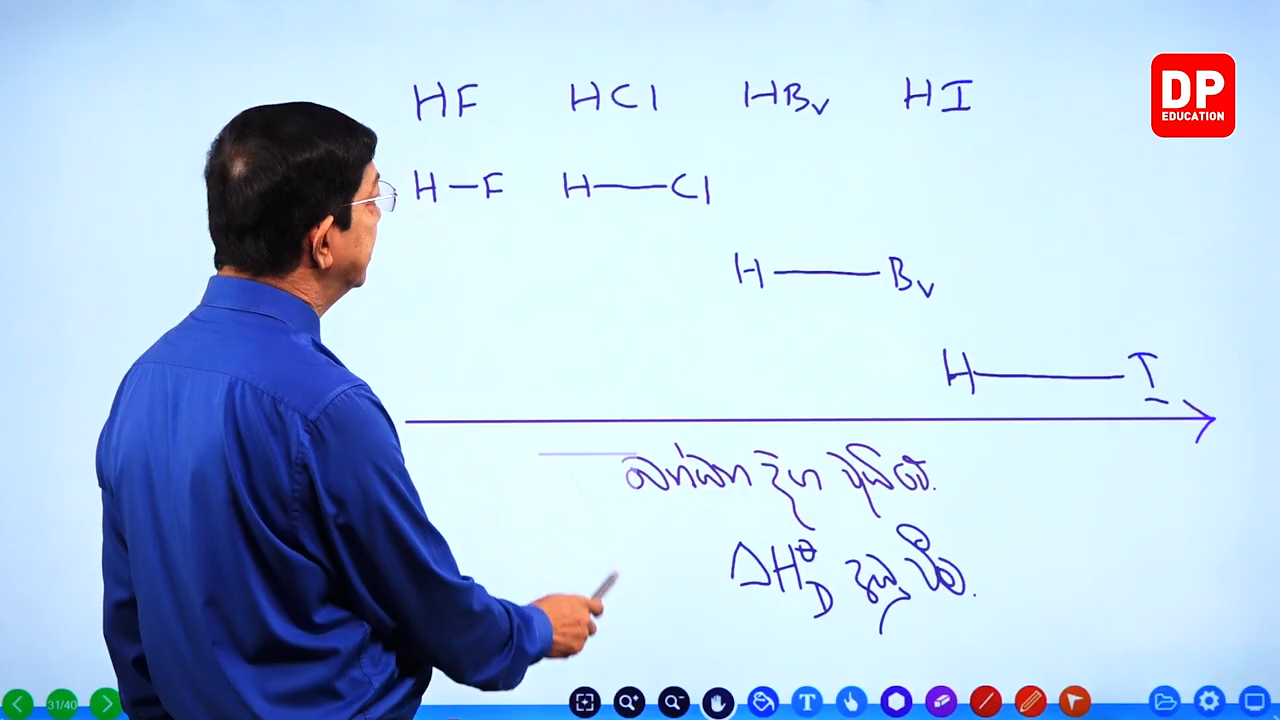 HF HCl HBr HI
H-F H-Cl
H-Br
H-I
බන්ධන දිග වැඩිවේ.
ΔH°D අඩු වීම.
DP
EDUCATION
31/40
T